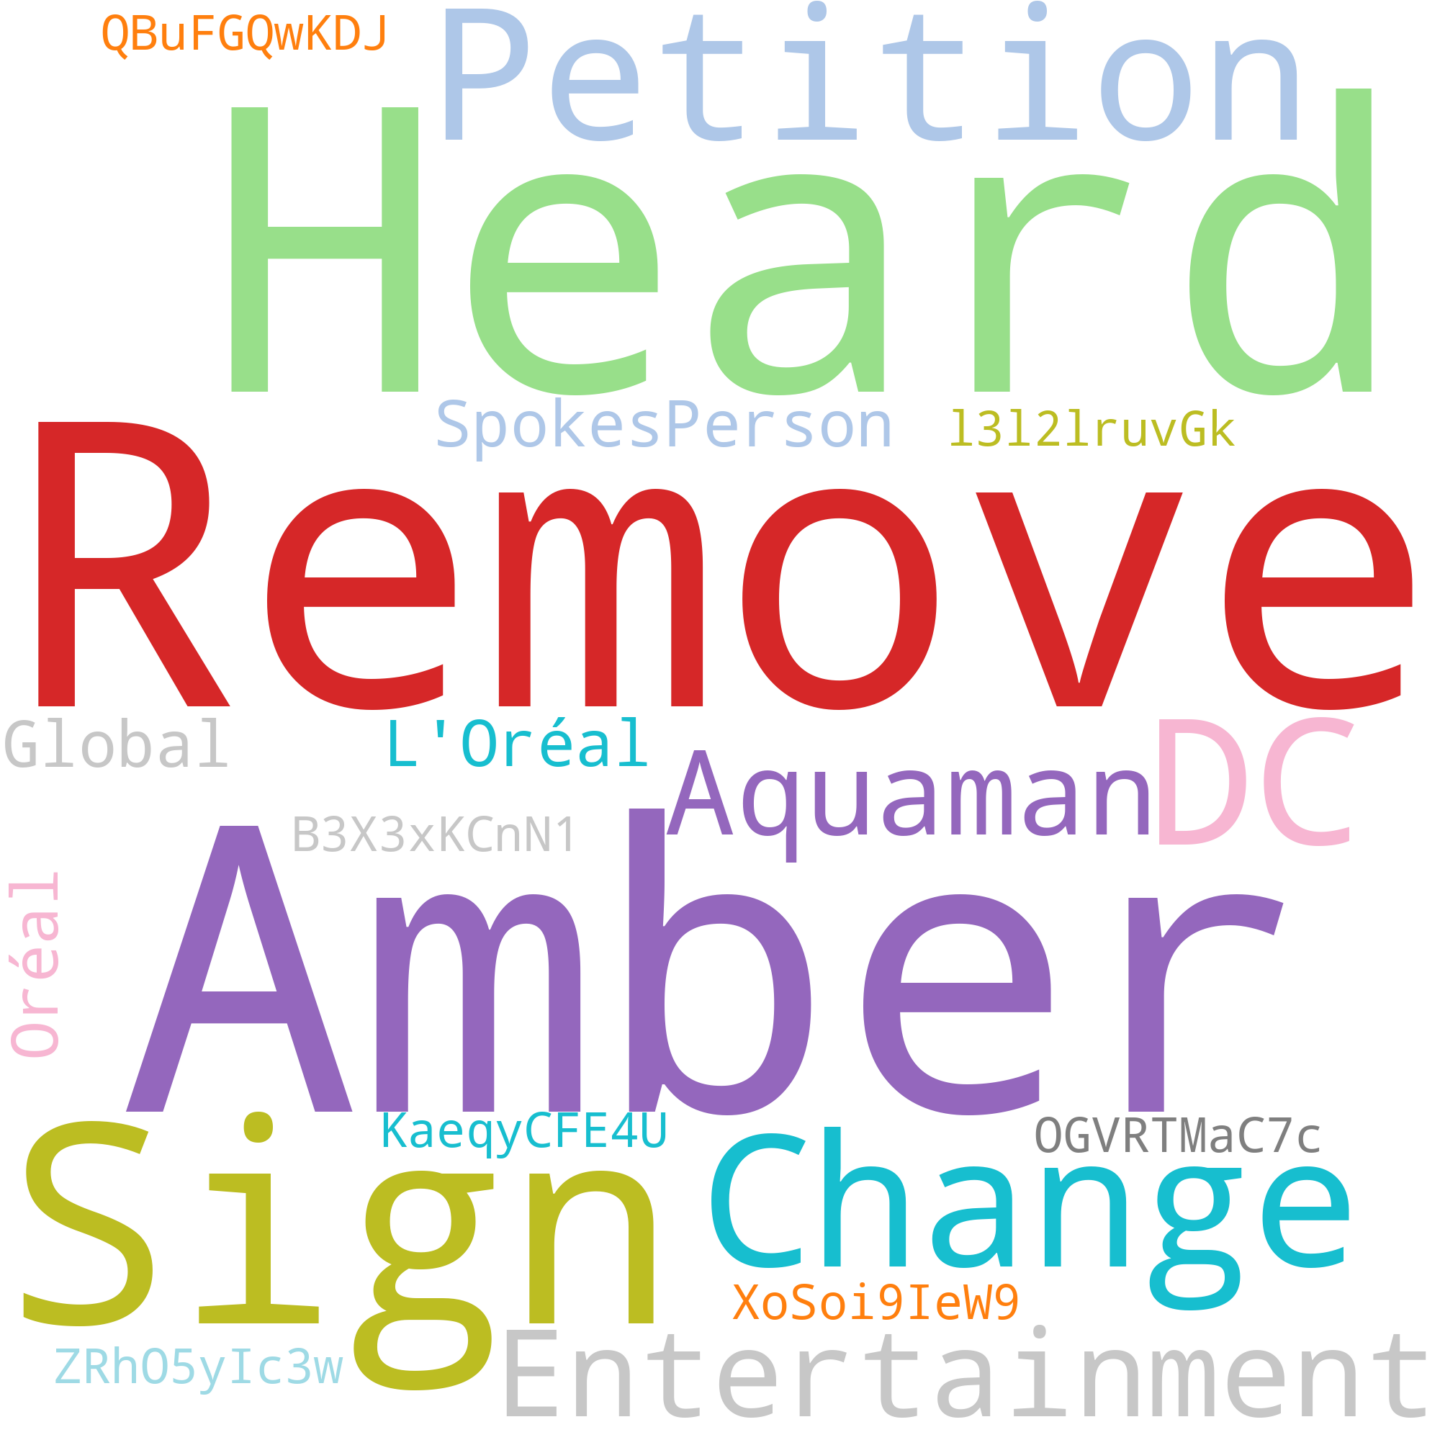 QBuFGQwKDJ
Petition
Heard
SpokesPerson
l3l2lruvGk
Remove
Global
L'Oréal
Aquaman
DC
B3X3xKCnN1
Amber
Oréal
Sign
KaeqyCFE4U
Change
OGVRTMaC7c
XoSoi9IeW9
ZRhO5yIc3w
Entertainment